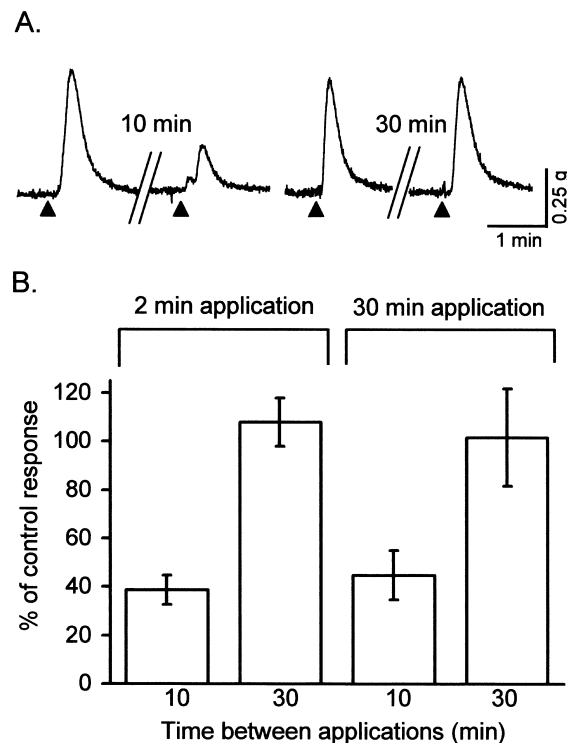 A.
10 min
30 min
0.25 g
1 min
B.
2 min application
30 min application
% of control response
120
100
80
60
40
20
0
10
30
10
30
Time between applications (min)